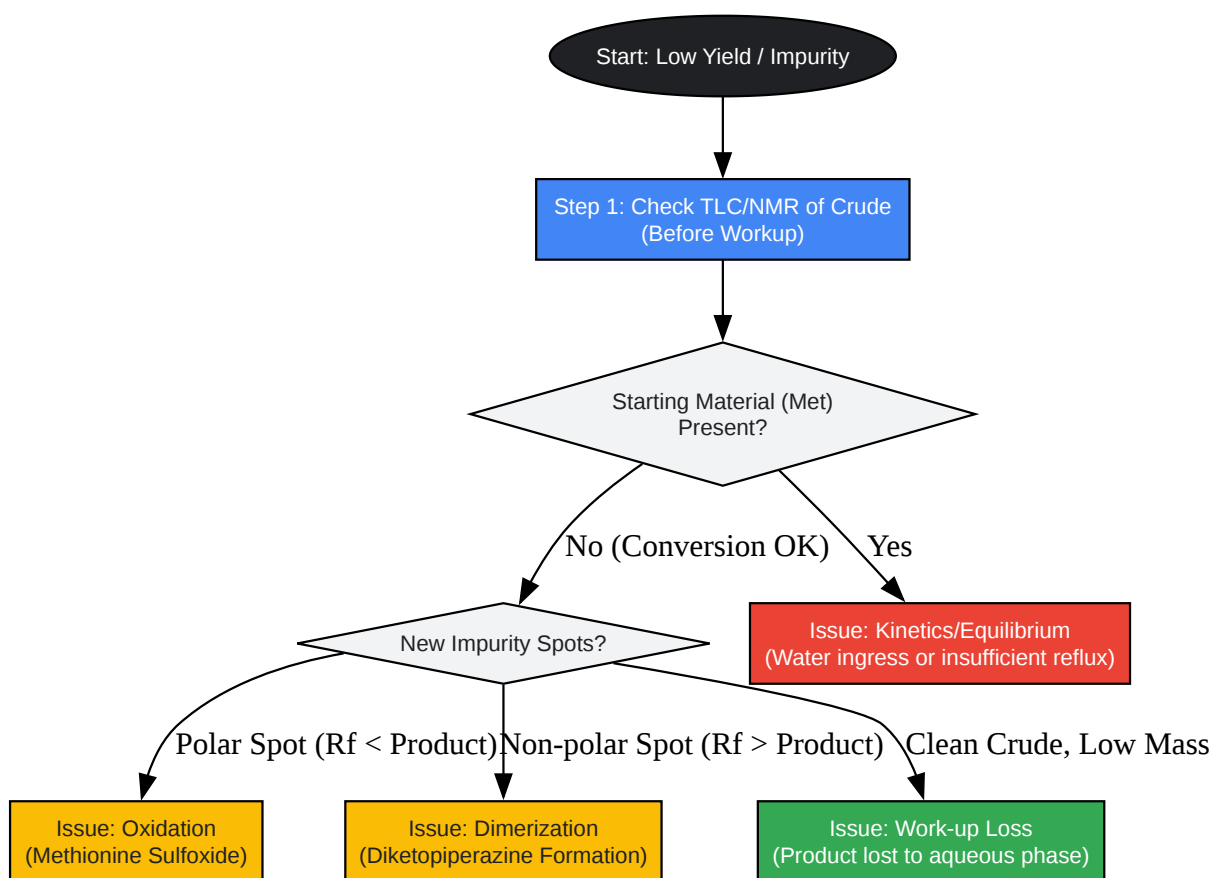 Start: Low Yield / Impurity
Step 1: Check TLC/NMR of Crude
(Before Workup)
Starting Material (Met)
Present?
No (Conversion OK)
Yes
New Impurity Spots?
Issue: Kinetics/Equilibrium
(Water ingress or insufficient reflux)
Polar Spot (Rf < Product)
Non-polar Spot (Rf > Product)
Clean Crude, Low Mass
Issue: Oxidation
(Methionine Sulfoxide)
Issue: Dimerization
(Diketopiperazine Formation)
Issue: Work-up Loss
(Product lost to aqueous phase)